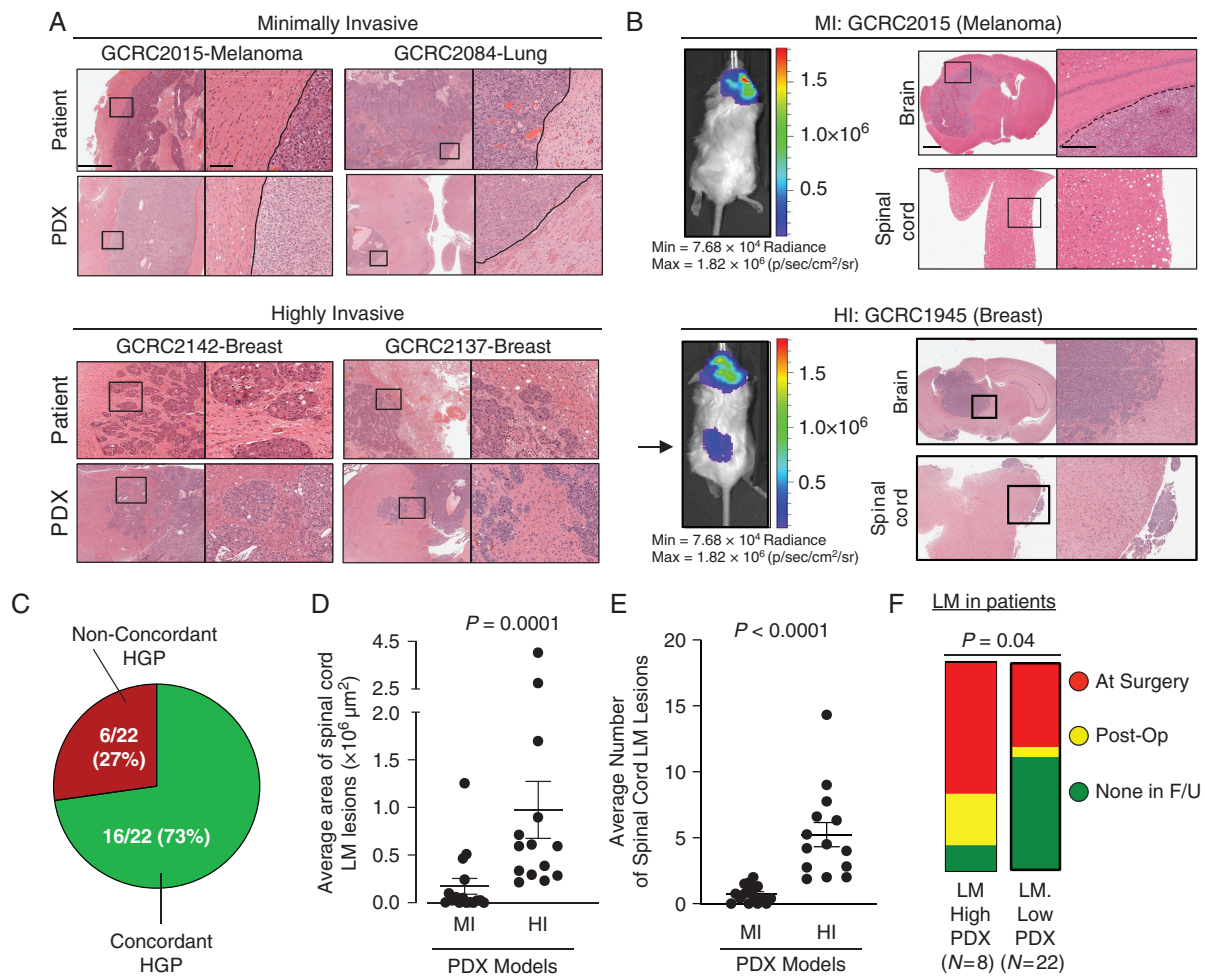 A
Minimally Invasive
GCRC2015-Melanoma
GCRC2084-Lung
Patient
PDX
Highly Invasive
GCRC2142-Breast
GCRC2137-Breast
Patient
PDX
B
MI: GCRC2015 (Melanoma)
1.5
1.0×10⁶
0.5
Min = 7.68 × 10⁴ Radiance
Max = 1.82 × 10⁶ (p/sec/cm²/sr)
Brain
Spinal
cord
HI: GCRC1945 (Breast)
1.5
1.0×10⁶
0.5
Min = 7.68 × 10⁴ Radiance
Max = 1.82 × 10⁶ (p/sec/cm²/sr)
Brain
Spinal
cord
C
Non-Concordant
HGP
6/22
(27%)
16/22 (73%)
Concordant
HGP
D
P = 0.0001
Average area of spinal cord
LM lesions (×10⁶ µm²)
4.5
2.5
2.0
1.0
0.5
0.0
MI
HI
PDX Models
E
P < 0.0001
Average Number
of Spinal Cord LM Lesions
20
15
10
5
0
MI
HI
PDX Models
F
LM in patients
P = 0.04
At Surgery
Post-Op
None in F/U
LM
High
PDX
(N=8)
LM.
Low
PDX
(N=22)